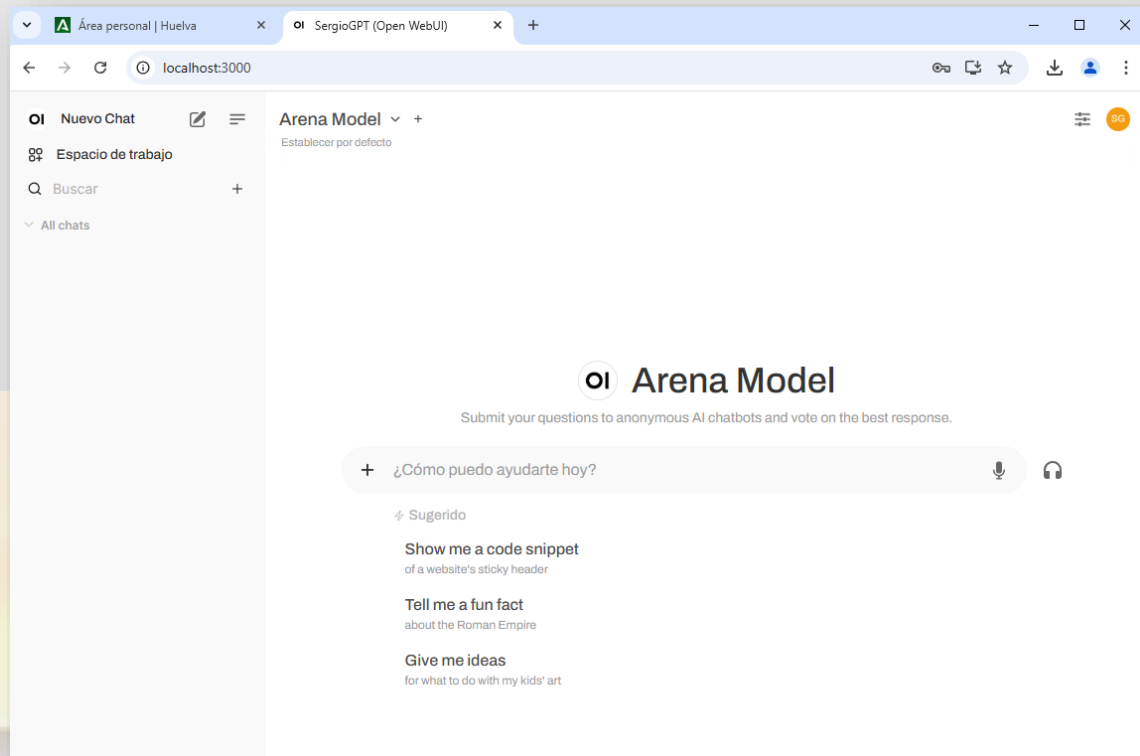 Área personal | Huelva
OI SergioGPT (Open WebUI)
localhost:3000
OI Nuevo Chat
Espacio de trabajo
Buscar
All chats
Arena Model
Establecer por defecto
SG
OI Arena Model
Submit your questions to anonymous AI chatbots and vote on the best response.
¿Cómo puedo ayudarte hoy?
Sugerido
Show me a code snippet
of a website's sticky header
Tell me a fun fact
about the Roman Empire
Give me ideas
for what to do with my kids' art